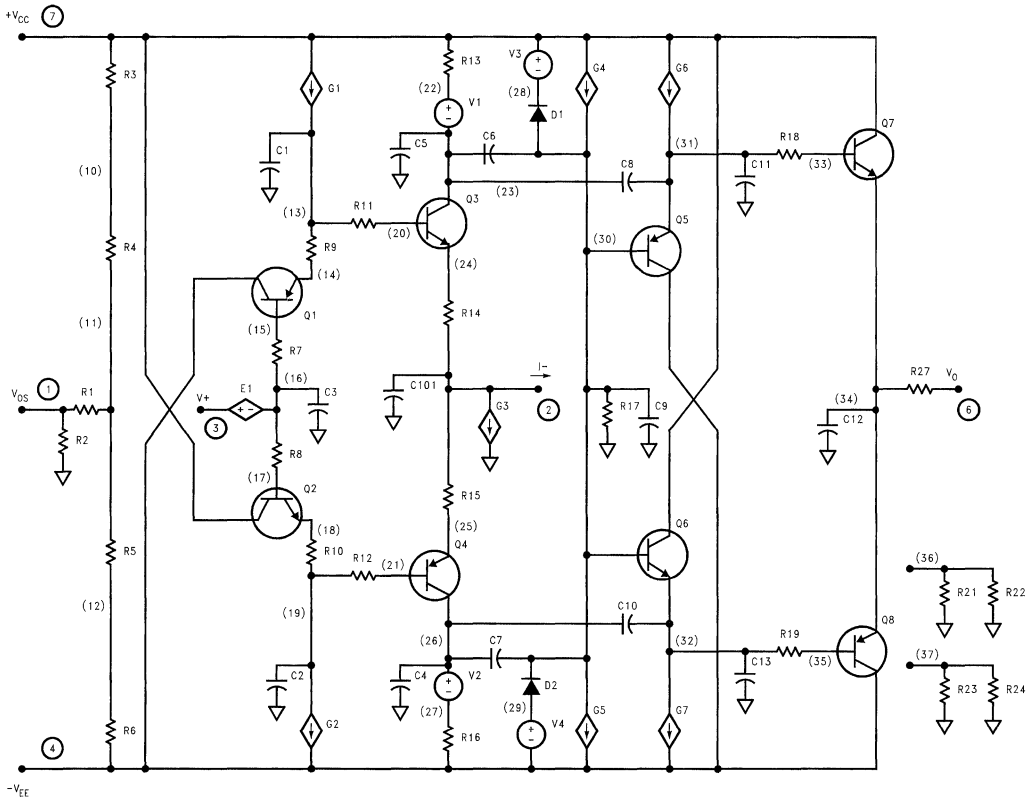 +VCC 7
R3
(10)
R4
(11)
VOS 1
R1
R2
R5
(12)
R6
4
-VEE
G1
C1
(13)
R11
(20)
R9
(14)
Q1
(15)
R7
(16)
V+
3
E1
+ -
C3
R8
(17)
Q2
(18)
R10
R12
(21)
(19)
C2
G2
R13
(22)
V1
+
-
C5
C6
V3
+
-
(28)
D1
G4
G6
(23)
C8
Q3
(24)
R14
C101
I-
2
G3
R15
(25)
Q4
(26)
C7
C4
V2
+
-
(27)
R16
D2
(29)
V4
+
-
G5
G7
(30)
Q5
(31)
R17
C9
Q6
C10
(32)
C11
R18
(33)
Q7
R27
VO
6
(34)
C12
C13
R19
(35)
Q8
(36)
R21
R22
(37)
R23
R24